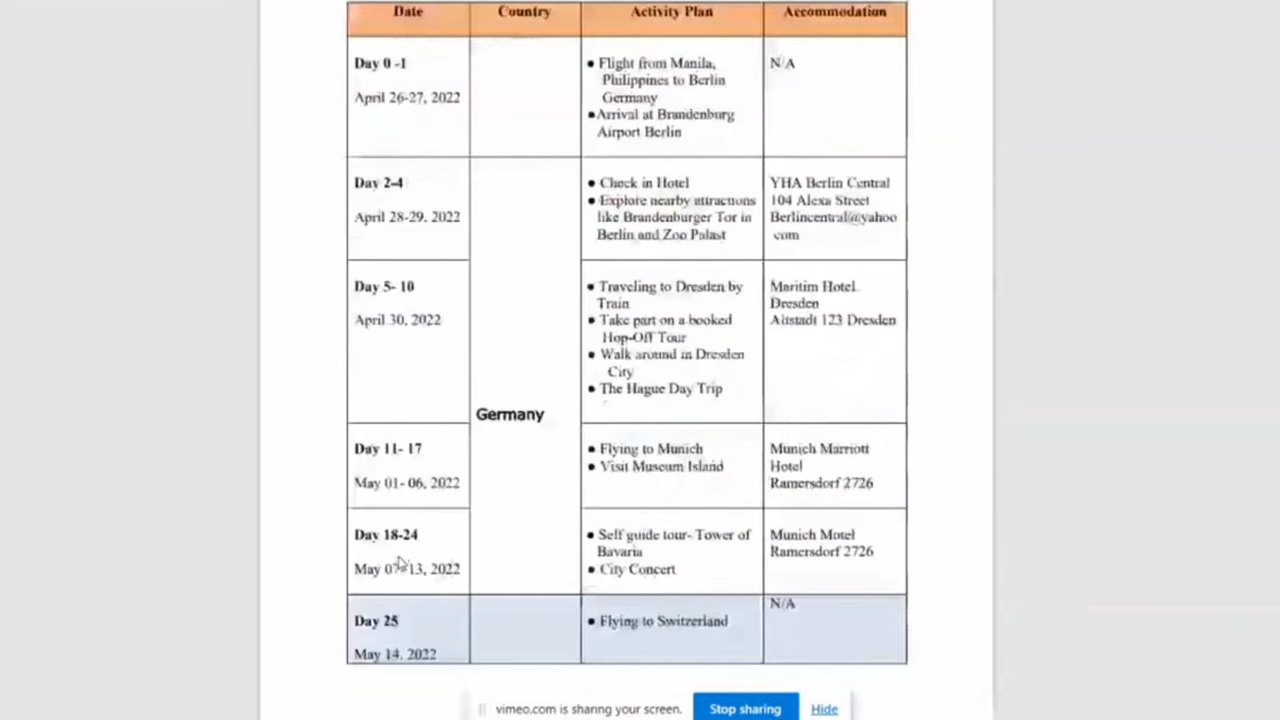 Date Country Activity Plan Accommodation
Day 0 -1
April 26-27, 2022
● Flight from Manila,
Philippines to Berlin
Germany
● Arrival at Brandenburg
Airport Berlin
N/A
Day 2-4
April 28-29, 2022
● Check in Hotel
● Explore nearby attractions
like Brandenburger Tor in
Berlin and Zoo Palast
YHA Berlin Central
104 Alexa Street
Berlincentral@yahoo
com
Day 5- 10
April 30, 2022
● Traveling to Dresden by
Train
● Take part on a booked
Hop-Off Tour
● Walk around in Dresden
City
● The Hague Day Trip
Maritim Hotel
Dresden
Altstadt 123 Dresden
Germany
Day 11- 17
May 01- 06, 2022
● Flying to Munich
● Visit Museum Island
Munich Marriott
Hotel
Ramersdorf 2726
Day 18-24
May 07-13, 2022
● Self guide tour- Tower of
Bavaria
● City Concert
Munich Motel
Ramersdorf 2726
Day 25
May 14, 2022
● Flying to Switzerland
N/A
vimeo.com is sharing your screen. Stop sharing Hide